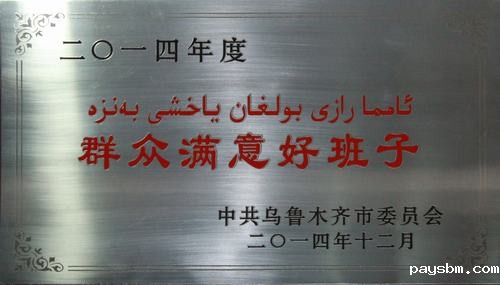 二〇一四年度
ئامما رازى بولغان ياخشى بەنزە
群众满意好班子
中共乌鲁木齐市委员会
二〇一四年十二月
paysbm.com